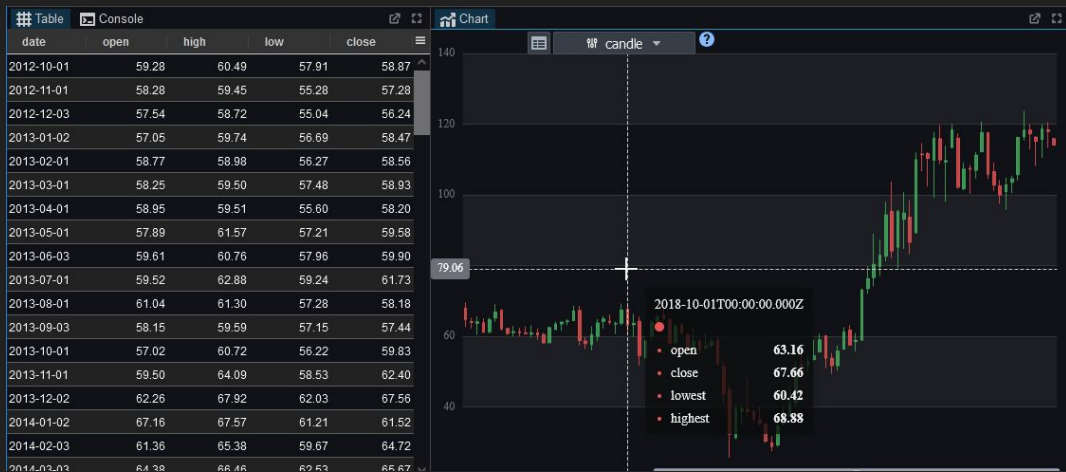 Table Console
date open high low close
2012-10-01 59.28 60.49 57.91 58.87
2012-11-01 58.28 59.45 55.28 57.28
2012-12-03 57.54 58.72 55.04 56.24
2013-01-02 57.05 59.74 56.69 58.47
2013-02-01 58.77 58.98 56.27 58.56
2013-03-01 58.25 59.50 57.48 58.93
2013-04-01 58.95 59.51 55.60 58.20
2013-05-01 57.89 61.57 57.21 59.58
2013-06-03 59.61 60.76 57.96 59.90
2013-07-01 59.52 62.88 59.24 61.73
2013-08-01 61.04 61.30 57.28 58.18
2013-09-03 58.15 59.59 57.15 57.44
2013-10-01 57.02 60.72 56.22 59.83
2013-11-01 59.50 64.09 58.53 62.40
2013-12-02 62.26 67.92 62.03 67.56
2014-01-02 67.16 67.57 61.21 61.52
2014-02-03 61.36 65.38 59.67 64.72
2014-03-03 64.38 66.46 62.53 65.67
Chart
candle ?
140
120
100
79.06
60
40
2018-10-01T00:00:00.000Z
open 63.16
close 67.66
lowest 60.42
highest 68.88